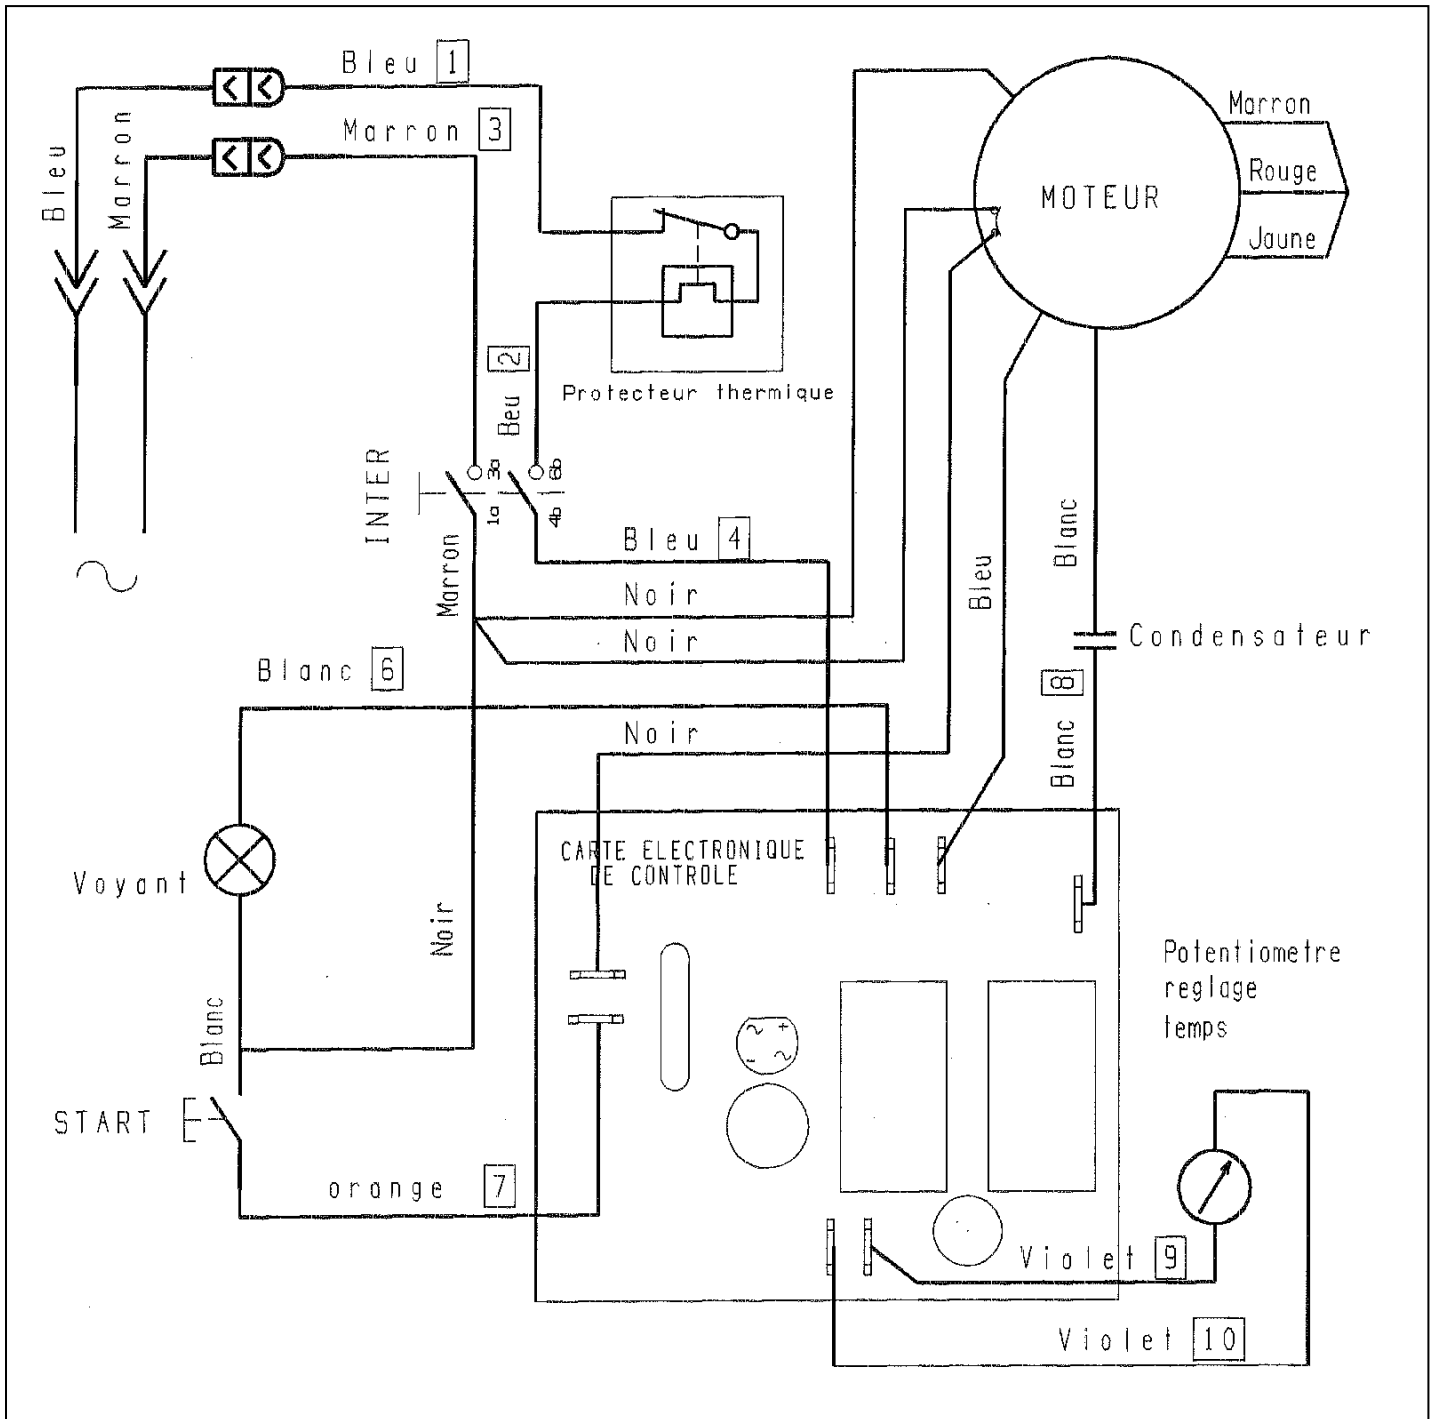 Bleu 1
Marron 3
Bleu
Marron
Marron
Rouge
Jaune
MOTEUR
2
Beu
Protecteur thermique
INTER
3a
6b
1a
4b
Marron
Bleu 4
Noir
Noir
Blanc 6
Noir
Bleu
Blanc
Condensateur
8
Blanc
CARTE ELECTRONIQUE
DE CONTROLE
Voyant
Noir
Blanc
Potentiometre
reglage
temps
~ +
- ~
START
orange 7
Violet 9
Violet 10